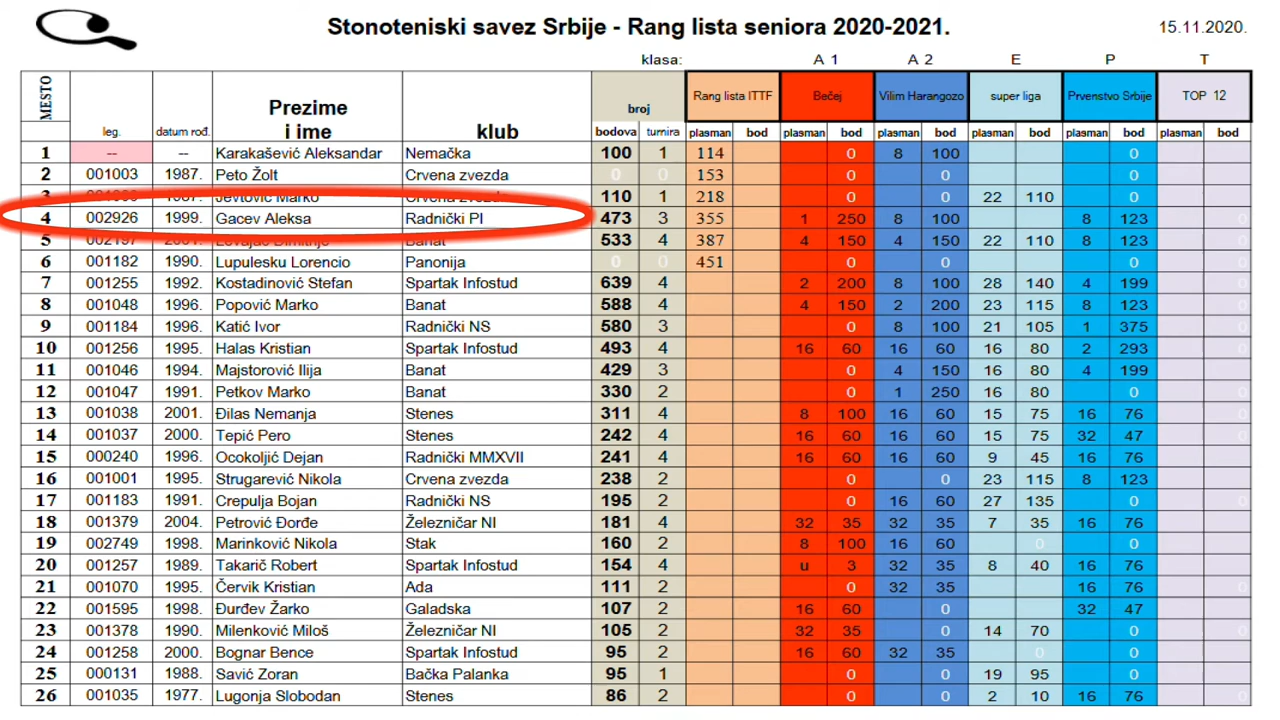 Stonoteniski savez Srbije - Rang lista seniora 2020-2021. 15.11.2020.
klasa: A 1 A 2 E P T
MESTO leg. datum rođ. Prezime i ime klub broj bodova turnira Rang lista ITTF Bečej Vilim Harangozo super liga Prvenstvo Srbije TOP 12
plasman bod plasman bod plasman bod plasman bod plasman bod plasman bod
1 -- -- Karakašević Aleksandar Nemačka 100 1 114 0 8 100 0
2 001003 1987. Peto Žolt Crvena zvezda 0 0 153 0 0 0
3 Jevtović Marko Crvena zvezda 110 1 218 0 0 22 110 0
4 002926 1999. Gacev Aleksa Radnički PI 473 3 355 1 250 8 100 8 123 0
5 002197 2001. Levajac Dimitrije Banat 533 4 387 4 150 4 150 22 110 8 123 0
6 001182 1990. Lupulesku Lorencio Panonija 0 0 451 0 0 0 0
7 001255 1992. Kostadinović Stefan Spartak Infostud 639 4 2 200 8 100 28 140 4 199 0
8 001048 1996. Popović Marko Banat 588 4 4 150 2 200 23 115 8 123 0
9 001184 1996. Katić Ivor Radnički NS 580 3 0 8 100 21 105 1 375 0
10 001256 1995. Halas Kristian Spartak Infostud 493 4 16 60 16 60 16 80 2 293 0
11 001046 1994. Majstorović Ilija Banat 429 3 0 4 150 16 80 4 199 0
12 001047 1991. Petkov Marko Banat 330 2 0 1 250 16 80 0 0
13 001038 2001. Đilas Nemanja Stenes 311 4 8 100 16 60 15 75 16 76 0
14 001037 2000. Tepić Pero Stenes 242 4 16 60 16 60 15 75 32 47 0
15 000240 1996. Ocokoljić Dejan Radnički MMXVII 241 4 16 60 16 60 9 45 16 76 0
16 001001 1995. Strugarević Nikola Crvena zvezda 238 2 0 0 23 115 8 123
17 001183 1991. Crepulja Bojan Radnički NS 195 2 0 16 60 27 135 0 0
18 001379 2004. Petrović Đorđe Železničar NI 181 4 32 35 32 35 7 35 16 76
19 002749 1998. Marinković Nikola Stak 160 2 8 100 16 60 0 0
20 001257 1989. Takarič Robert Spartak Infostud 154 4 u 3 32 35 8 40 16 76
21 001070 1995. Červik Kristian Ada 111 2 0 32 35 16 76 0
22 001595 1998. Đurđev Žarko Galadska 107 2 16 60 0 32 47
23 001378 1990. Milenković Miloš Železničar NI 105 2 32 35 0 14 70 0
24 001258 2000. Bognar Bence Spartak Infostud 95 2 16 60 32 35 0 0
25 000131 1988. Savić Zoran Bačka Palanka 95 1 0 0 19 95 0
26 001035 1977. Lugonja Slobodan Stenes 86 2 0 0 2 10 16 76 0